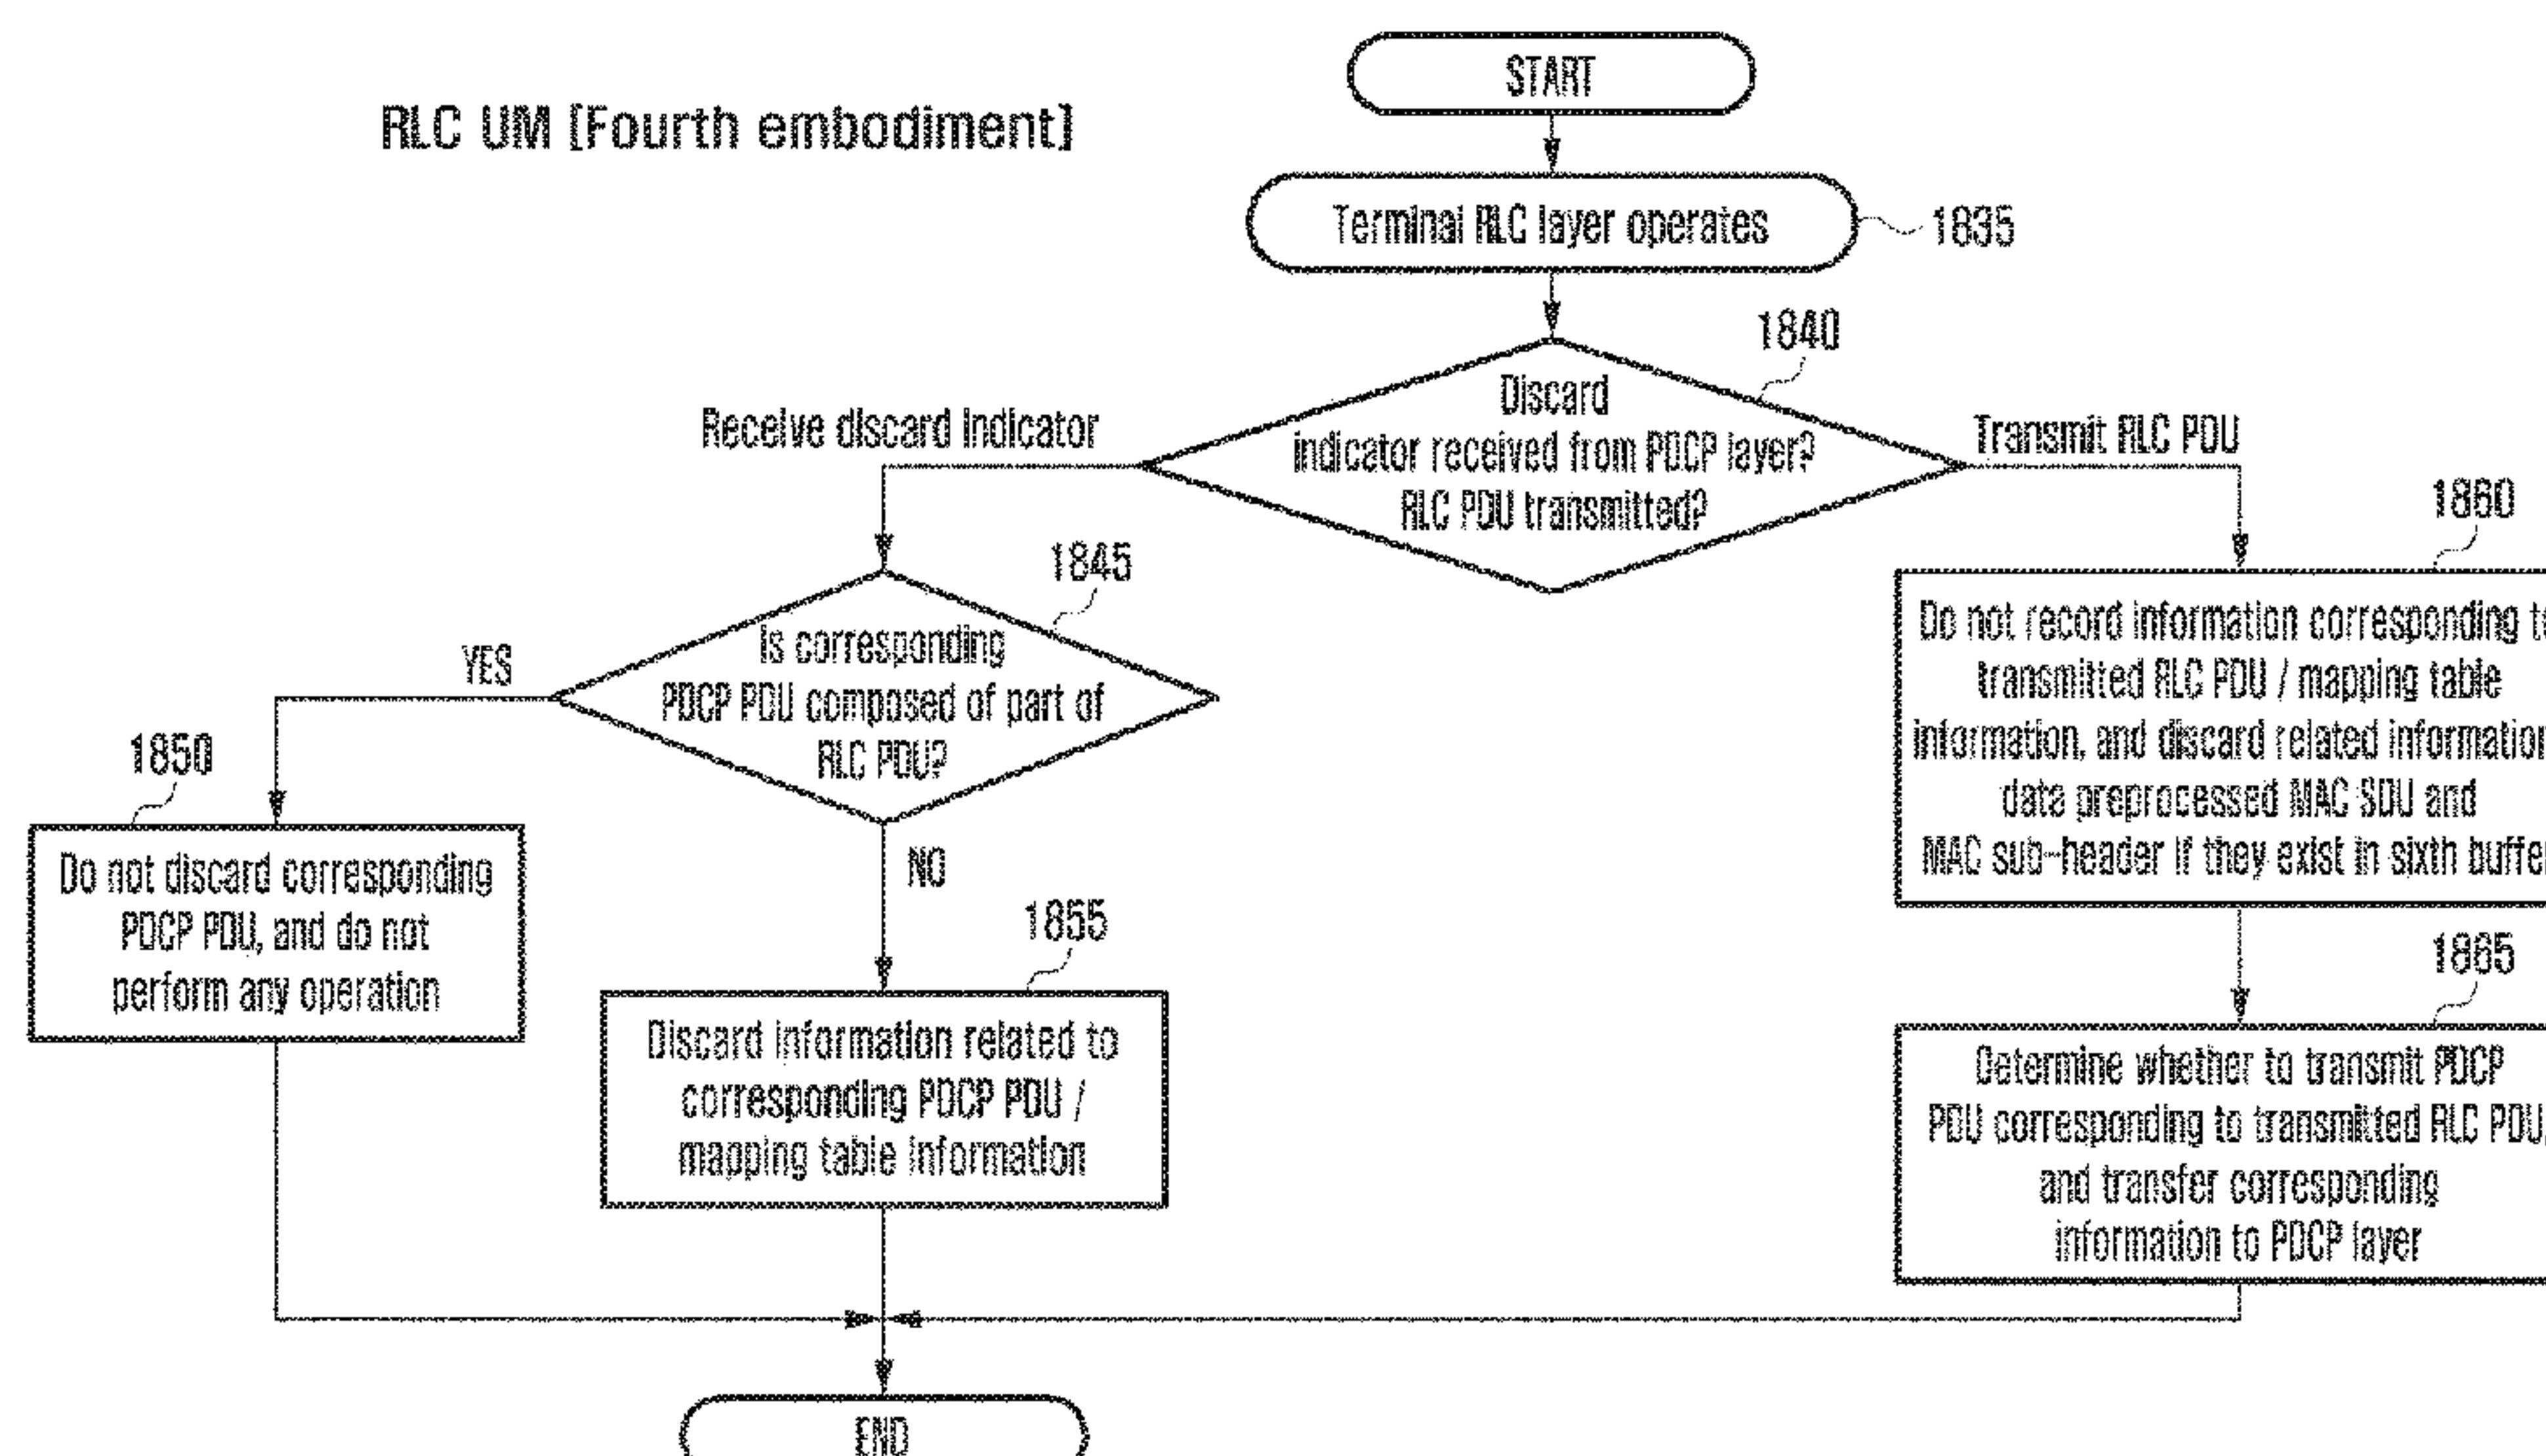 START
RLC UM [Fourth embodiment]
Terminal RLC layer operates
1835
1840
Discard
indicator received from PDCP layer?
RLC PDU transmitted?
Receive discard indicator
Transmit RLC PDU
1845
Is corresponding
PDCP PDU composed of part of
RLC PDU?
YES
NO
1850
Do not discard corresponding
PDCP PDU, and do not
perform any operation
1855
Discard information related to
corresponding PDCP PDU /
mapping table information
1860
Do not record information corresponding to
transmitted RLC PDU / mapping table
information, and discard related information
data preprocessed MAC SDU and
MAC sub-header if they exist in sixth buffer
1865
Determine whether to transmit PDCP
PDU corresponding to transmitted RLC PDU,
and transfer corresponding
information to PDCP layer
END